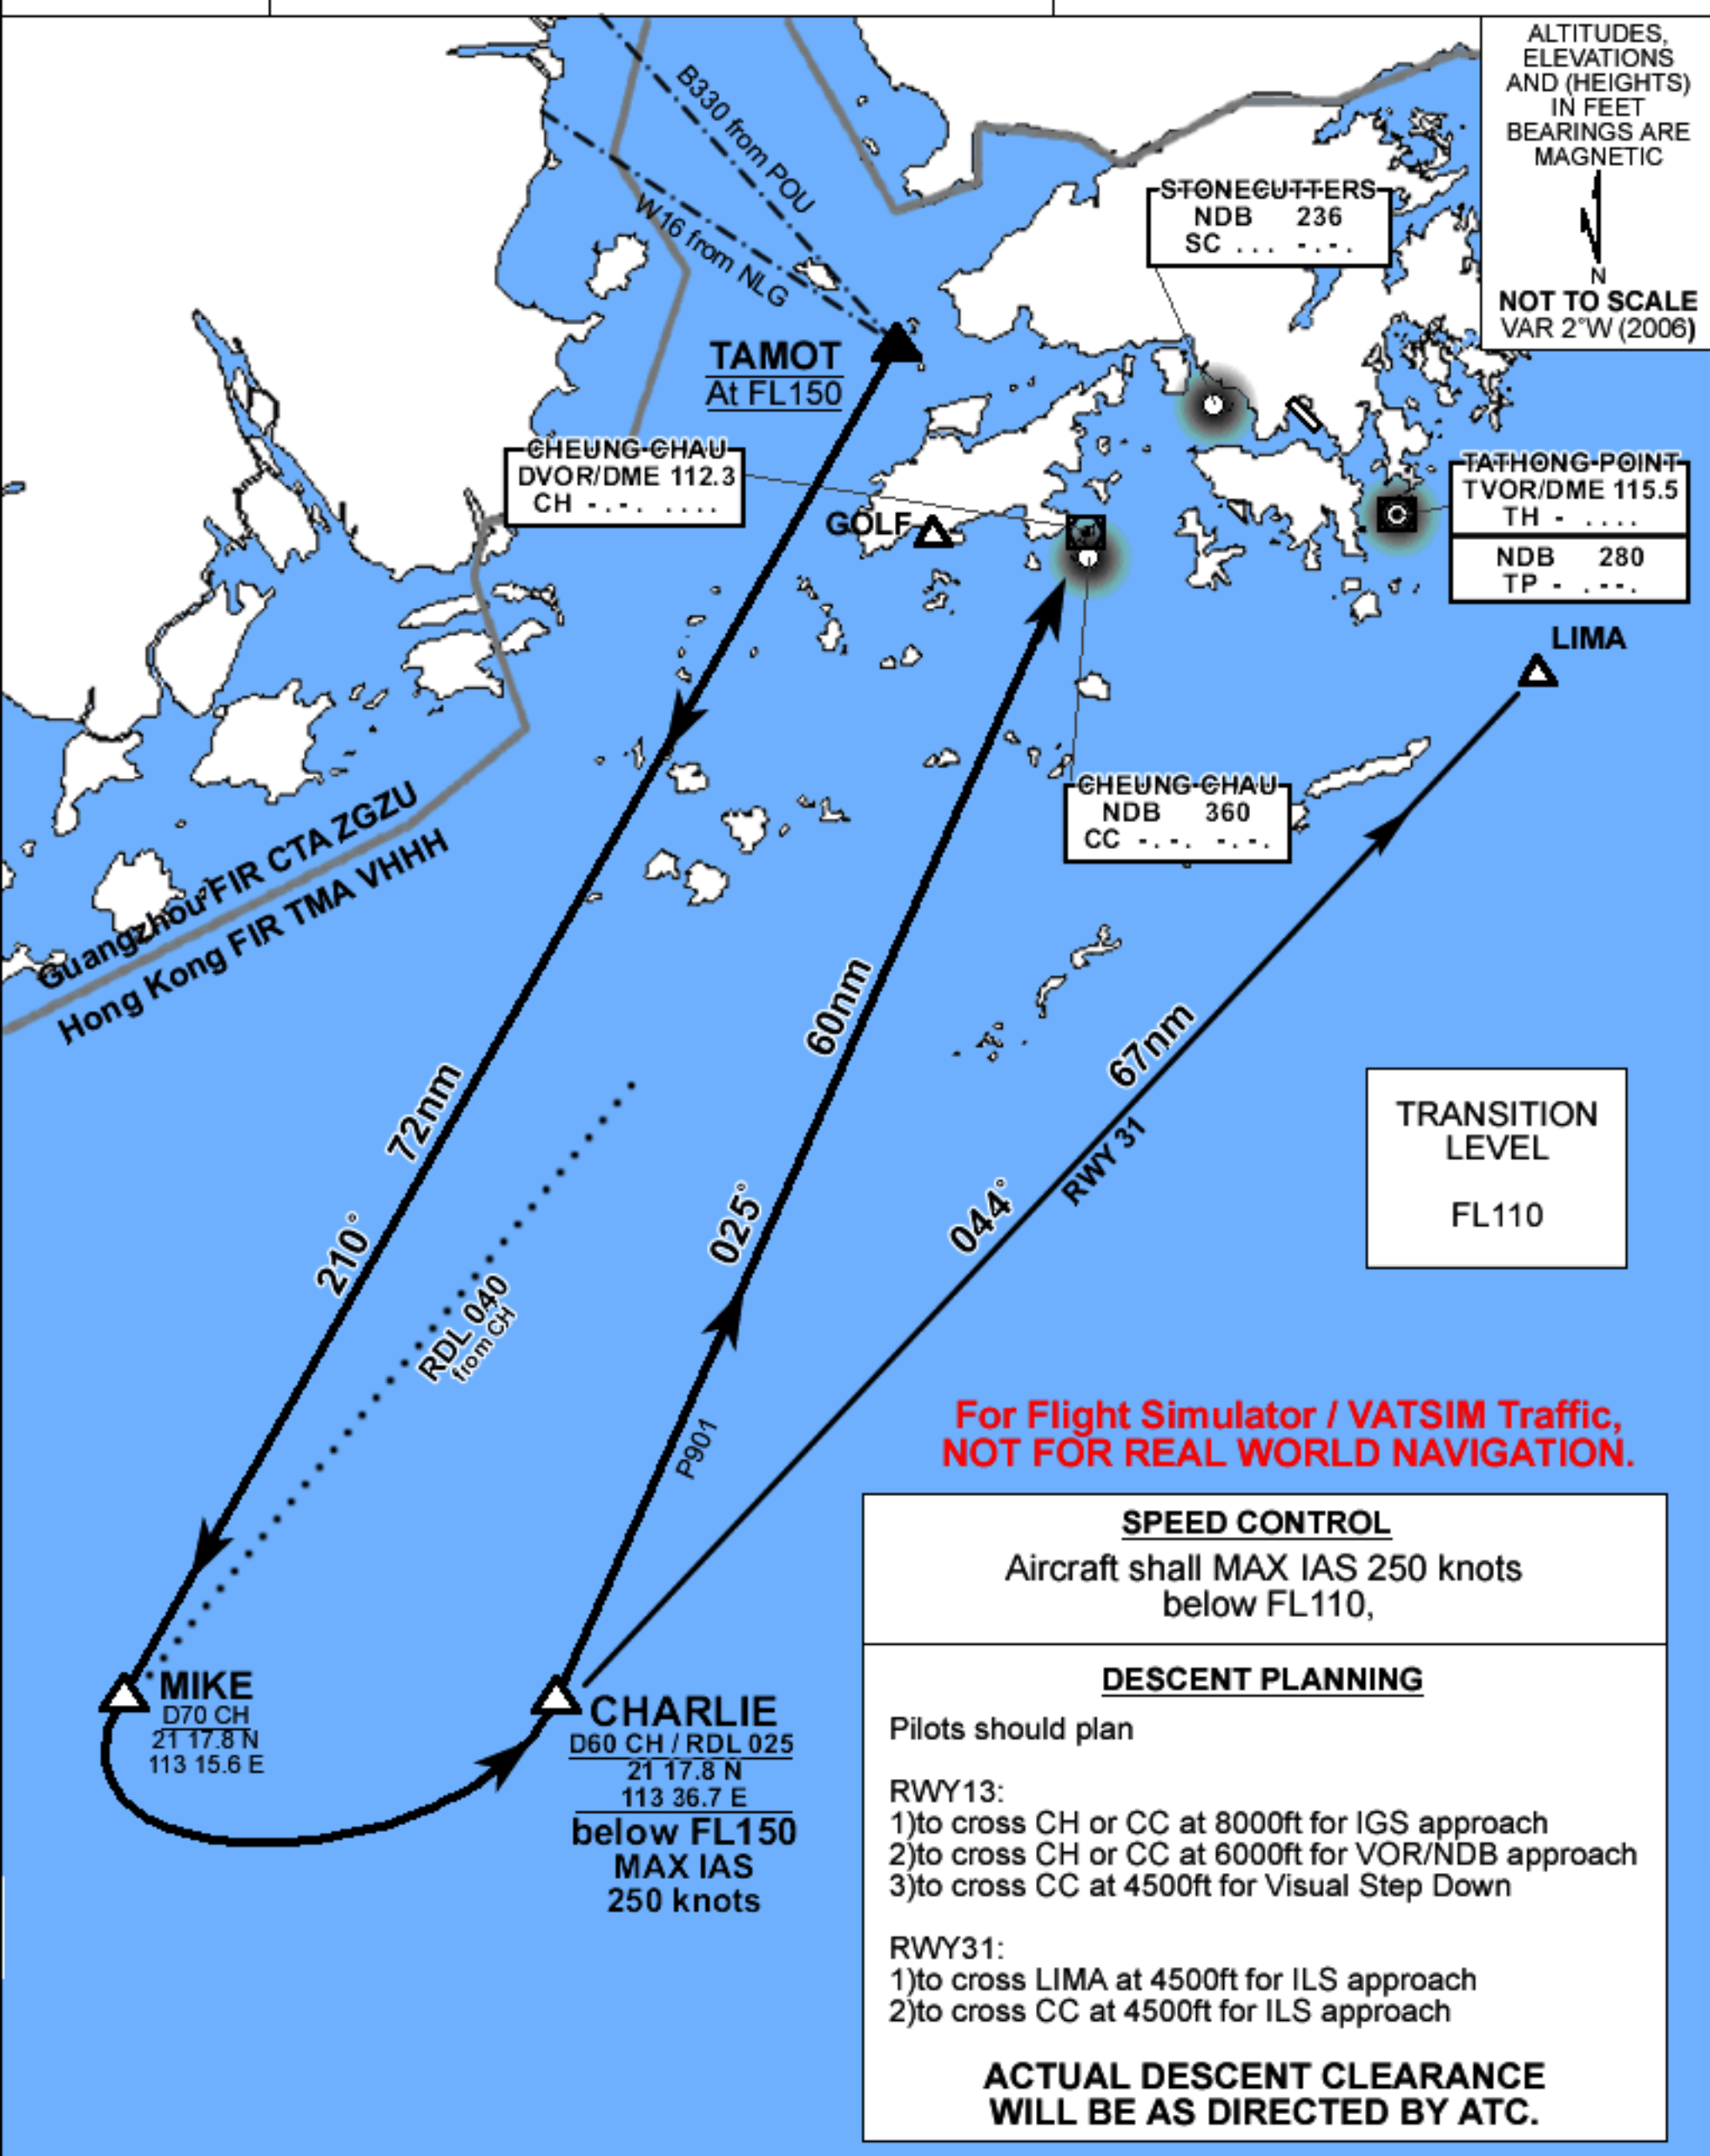 ALTITUDES,
ELEVATIONS
AND (HEIGHTS)
IN FEET
BEARINGS ARE
MAGNETIC
N
NOT TO SCALE
VAR 2°W (2006)
B330 from POU
W16 from NLG
STONECUTTERS
NDB 236
SC ... -.-.
TAMOT
At FL150
CHEUNG CHAU
DVOR/DME 112.3
CH -.-. ....
GOLF
TATHONG POINT
TVOR/DME 115.5
TH - ....
NDB 280
TP - .--.
LIMA
CHEUNG CHAU
NDB 360
CC -.-. -.-.
Guangzhou FIR CTA ZGZU
Hong Kong FIR TMA VHHH
72nm
210°
60nm
025°
P901
67nm
044°
RWY 31
RDL 040
from CH
TRANSITION
LEVEL
FL110
For Flight Simulator / VATSIM Traffic,
NOT FOR REAL WORLD NAVIGATION.
MIKE
D70 CH
21 17.8 N
113 15.6 E
CHARLIE
D60 CH / RDL 025
21 17.8 N
113 36.7 E
below FL150
MAX IAS
250 knots
SPEED CONTROL
Aircraft shall MAX IAS 250 knots
below FL110,
DESCENT PLANNING
Pilots should plan
RWY13:
1)to cross CH or CC at 8000ft for IGS approach
2)to cross CH or CC at 6000ft for VOR/NDB approach
3)to cross CC at 4500ft for Visual Step Down
RWY31:
1)to cross LIMA at 4500ft for ILS approach
2)to cross CC at 4500ft for ILS approach
ACTUAL DESCENT CLEARANCE
WILL BE AS DIRECTED BY ATC.